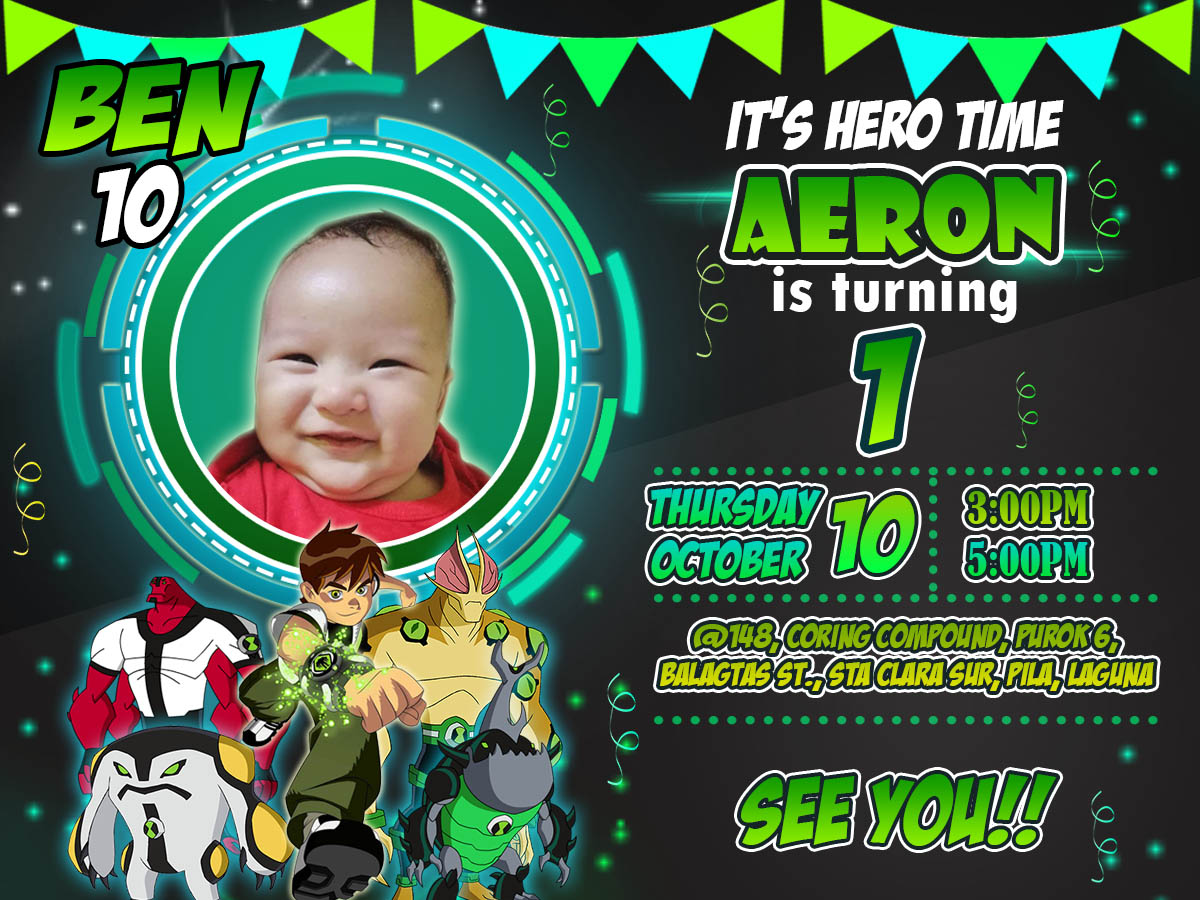 BEN
10
IT'S HERO TIME
AERON
is turning
1
THURSDAY
OCTOBER
10
3:00PM
5:00PM
@148, CORING COMPOUND, PUROK 6,
BALAGTAS ST., STA CLARA SUR, PILA, LAGUNA
SEE YOU!!